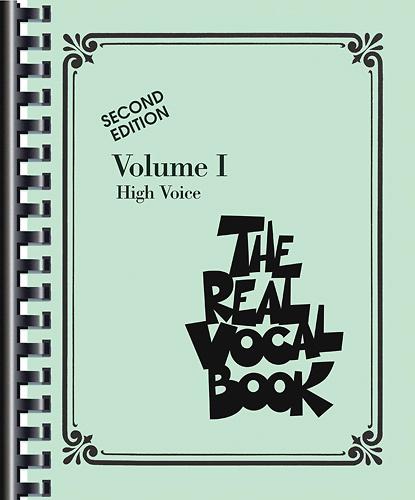 SECOND
EDITION
Volume I
High Voice
THE
REAL
VOCAL
BOOK